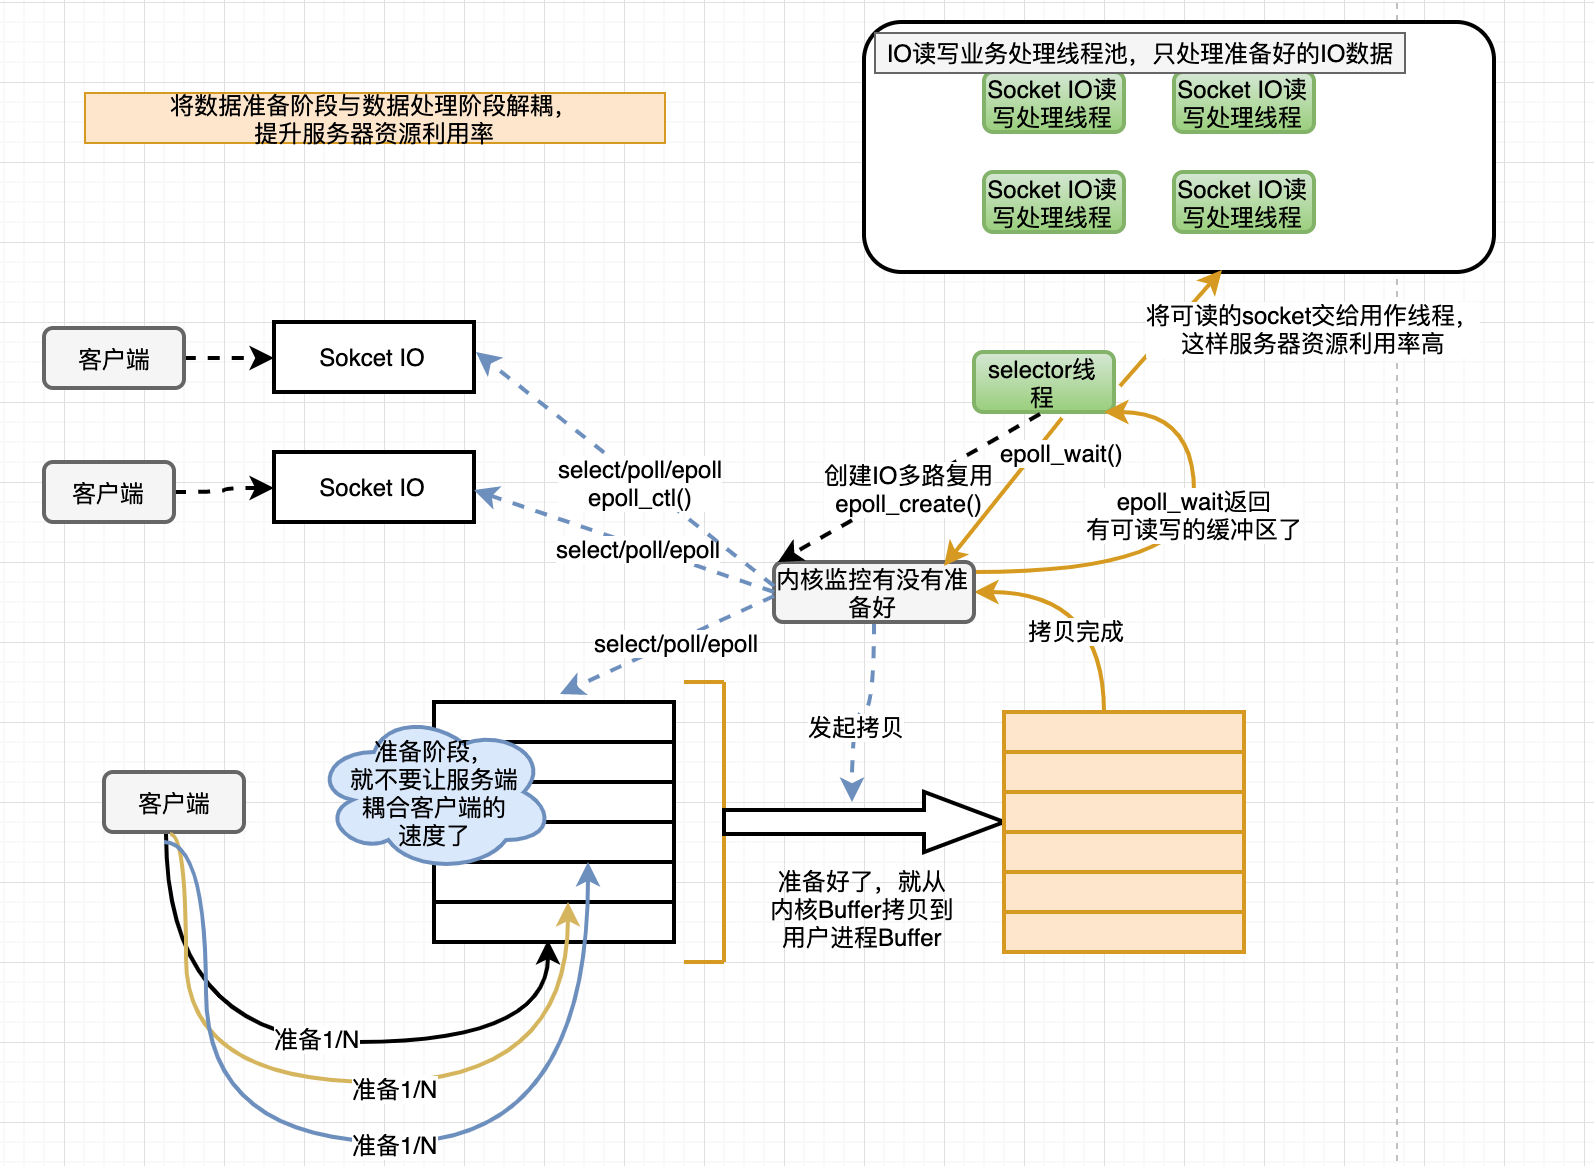 IO读写业务处理线程池，只处理准备好的IO数据
Socket IO读
写处理线程
Socket IO读
写处理线程
Socket IO读
写处理线程
Socket IO读
写处理线程
将数据准备阶段与数据处理阶段解耦，
提升服务器资源利用率
将可读的socket交给用作线程，
这样服务器资源利用率高
客户端
Sokcet IO
selector线
程
客户端
Socket IO
select/poll/epoll
epoll_ctl()
创建IO多路复用
epoll_create()
epoll_wait()
epoll_wait返回
有可读写的缓冲区了
select/poll/epoll
内核监控有没有准
备好
select/poll/epoll
拷贝完成
发起拷贝
准备阶段，
就不要让服务端
耦合客户端的
速度了
客户端
准备好了，就从
内核Buffer拷贝到
用户进程Buffer
准备1/N
准备1/N
准备1/N